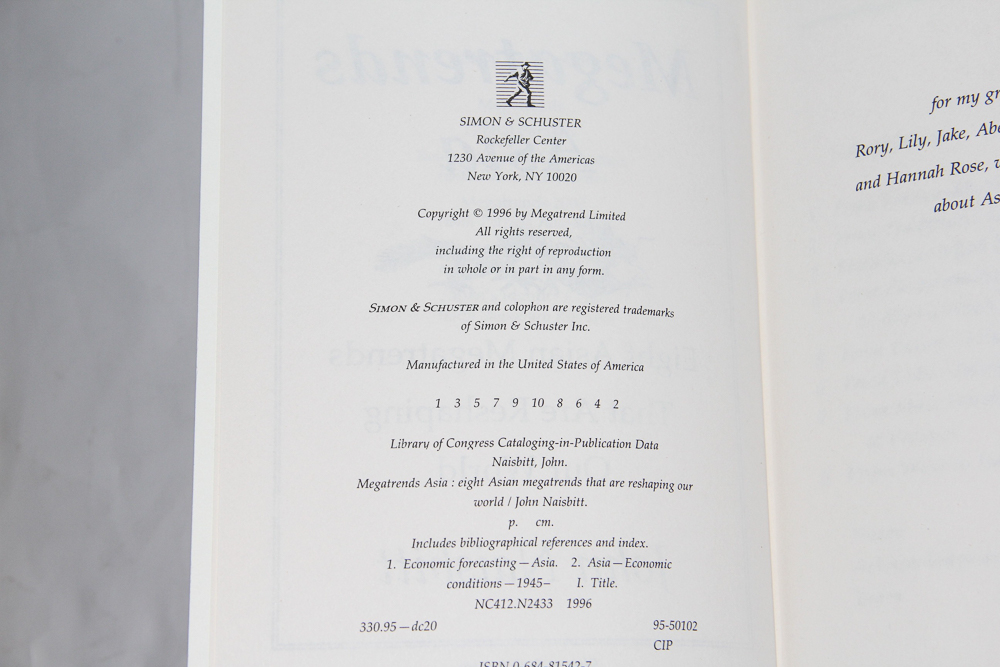 SIMON & SCHUSTER
Rockefeller Center
1230 Avenue of the Americas
New York, NY 10020
Copyright © 1996 by Megatrend Limited
All rights reserved,
including the right of reproduction
in whole or in part in any form.
SIMON & SCHUSTER and colophon are registered trademarks
of Simon & Schuster Inc.
Manufactured in the United States of America
1 3 5 7 9 10 8 6 4 2
Library of Congress Cataloging-in-Publication Data
Naisbitt, John.
Megatrends Asia : eight Asian megatrends that are reshaping our
world / John Naisbitt.
p. cm.
Includes bibliographical references and index.
1. Economic forecasting — Asia. 2. Asia — Economic
conditions — 1945– I. Title.
NC412.N2433 1996
330.95 — dc20 95-50102
CIP
ISBN 0-684-81542-7
for my
Rory, Lily, Jake,
and Hannah Rose,
about